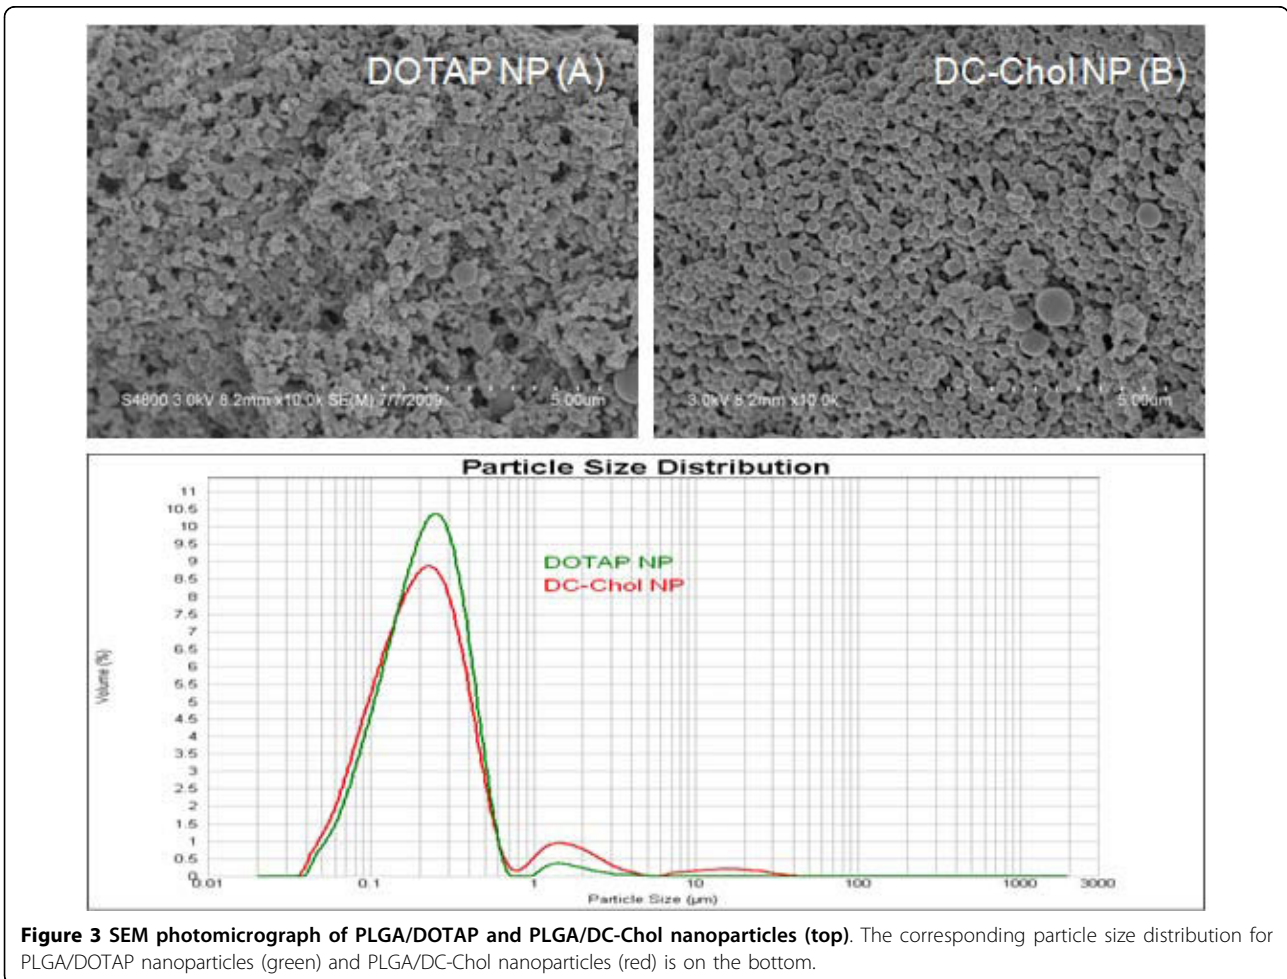 DOTAP NP (A)
DC-Chol NP (B)
S4800 3.0kV 8.2mm x10.0k SE(M) 7/7/2009
5.00um
3.0kV 8.2mm x10.0k
5.00um
Particle Size Distribution
11
10.5
10
9.5
9
8.5
8
7.5
7
6.5
6
5.5
5
4.5
4
3.5
3
2.5
2
1.5
1
0.5
0
Volume (%)
DOTAP NP
DC-Chol NP
0.01 0.1 1 10 100 1000 3000
Particle Size (µm)
Figure 3 SEM photomicrograph of PLGA/DOTAP and PLGA/DC-Chol nanoparticles (top). The corresponding particle size distribution for
PLGA/DOTAP nanoparticles (green) and PLGA/DC-Chol nanoparticles (red) is on the bottom.